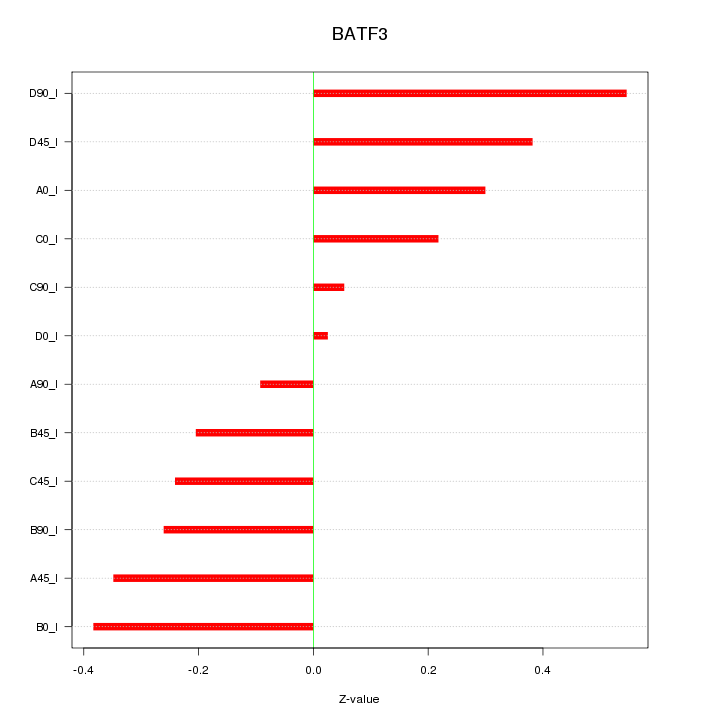 BATF3
D90_I
D45_I
A0_I
C0_I
C90_I
D0_I
A90_I
B45_I
C45_I
B90_I
A45_I
B0_I
-0.4 -0.2 0.0 0.2 0.4
Z-value